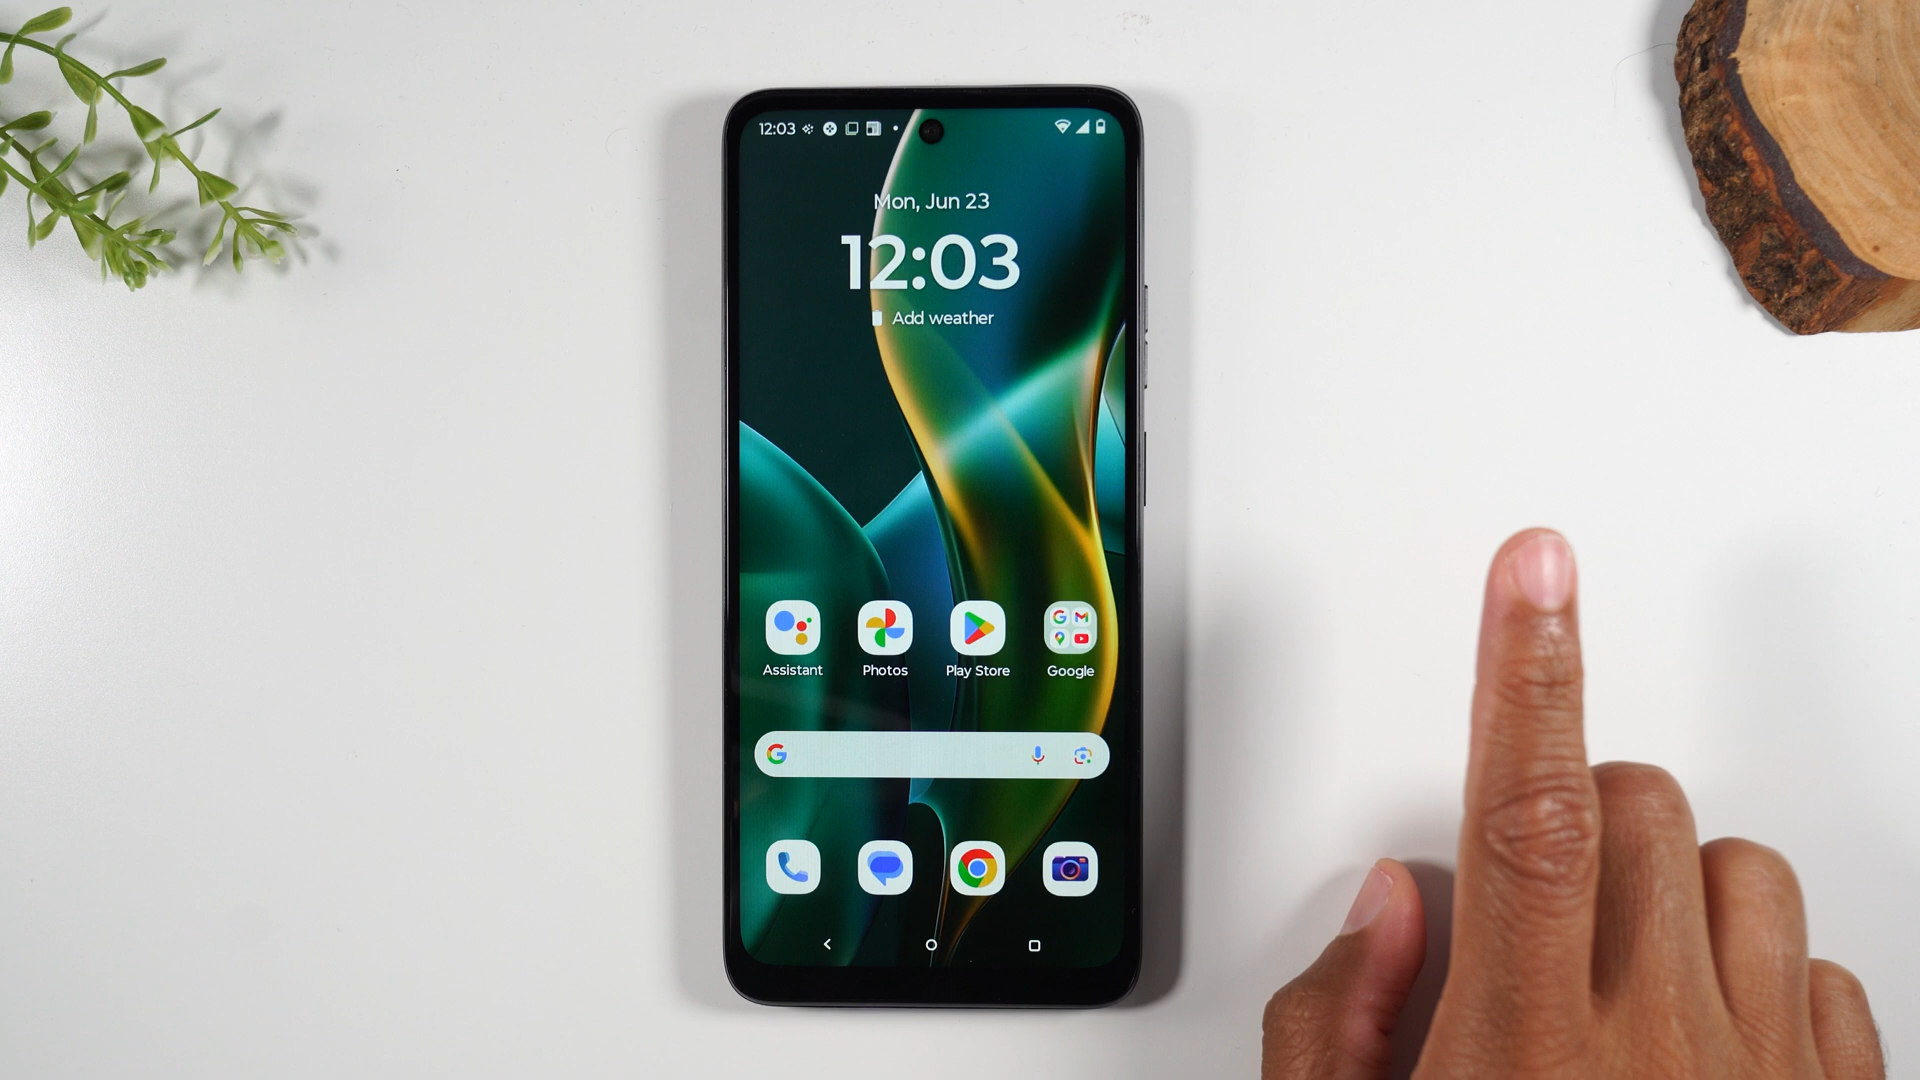 12:03
Mon, Jun 23
12:03
Add weather
Assistant Photos Play Store Google